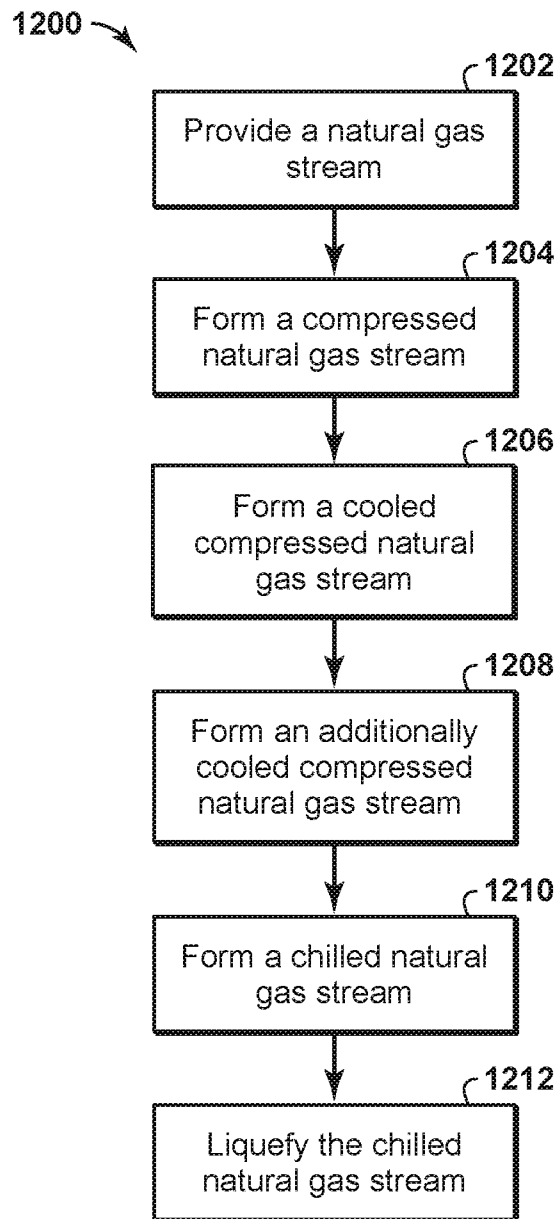 1200
1202
Provide a natural gas
stream
1204
Form a compressed
natural gas stream
1206
Form a cooled
compressed natural
gas stream
1208
Form an additionally
cooled compressed
natural gas stream
1210
Form a chilled natural
gas stream
1212
Liquefy the chilled
natural gas stream